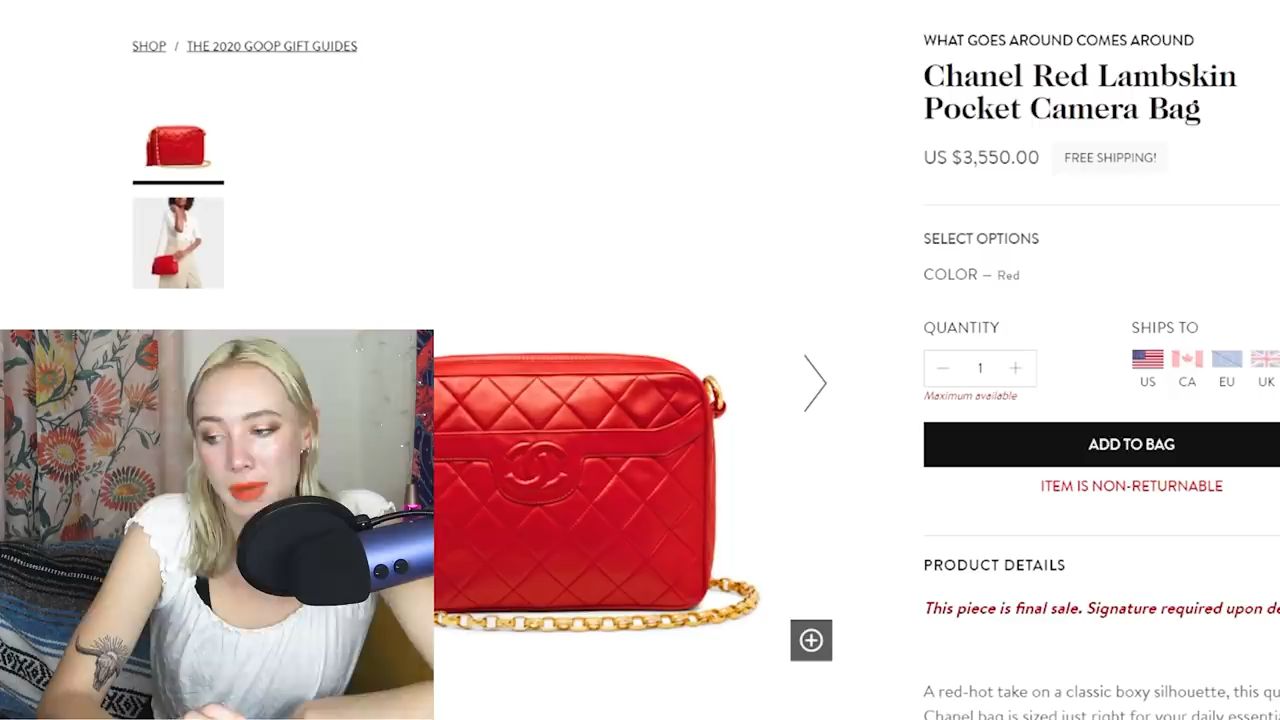 SHOP / THE 2020 GOOP GIFT GUIDES
WHAT GOES AROUND COMES AROUND
Chanel Red Lambskin
Pocket Camera Bag
US $3,550.00 FREE SHIPPING!
SELECT OPTIONS
COLOR – Red
QUANTITY
1
Maximum available
SHIPS TO
US CA EU UK
ADD TO BAG
ITEM IS NON-RETURNABLE
PRODUCT DETAILS
This piece is final sale. Signature required upon de
A red-hot take on a classic boxy silhouette, this qu
Chanel bag is sized just right for your daily essenti